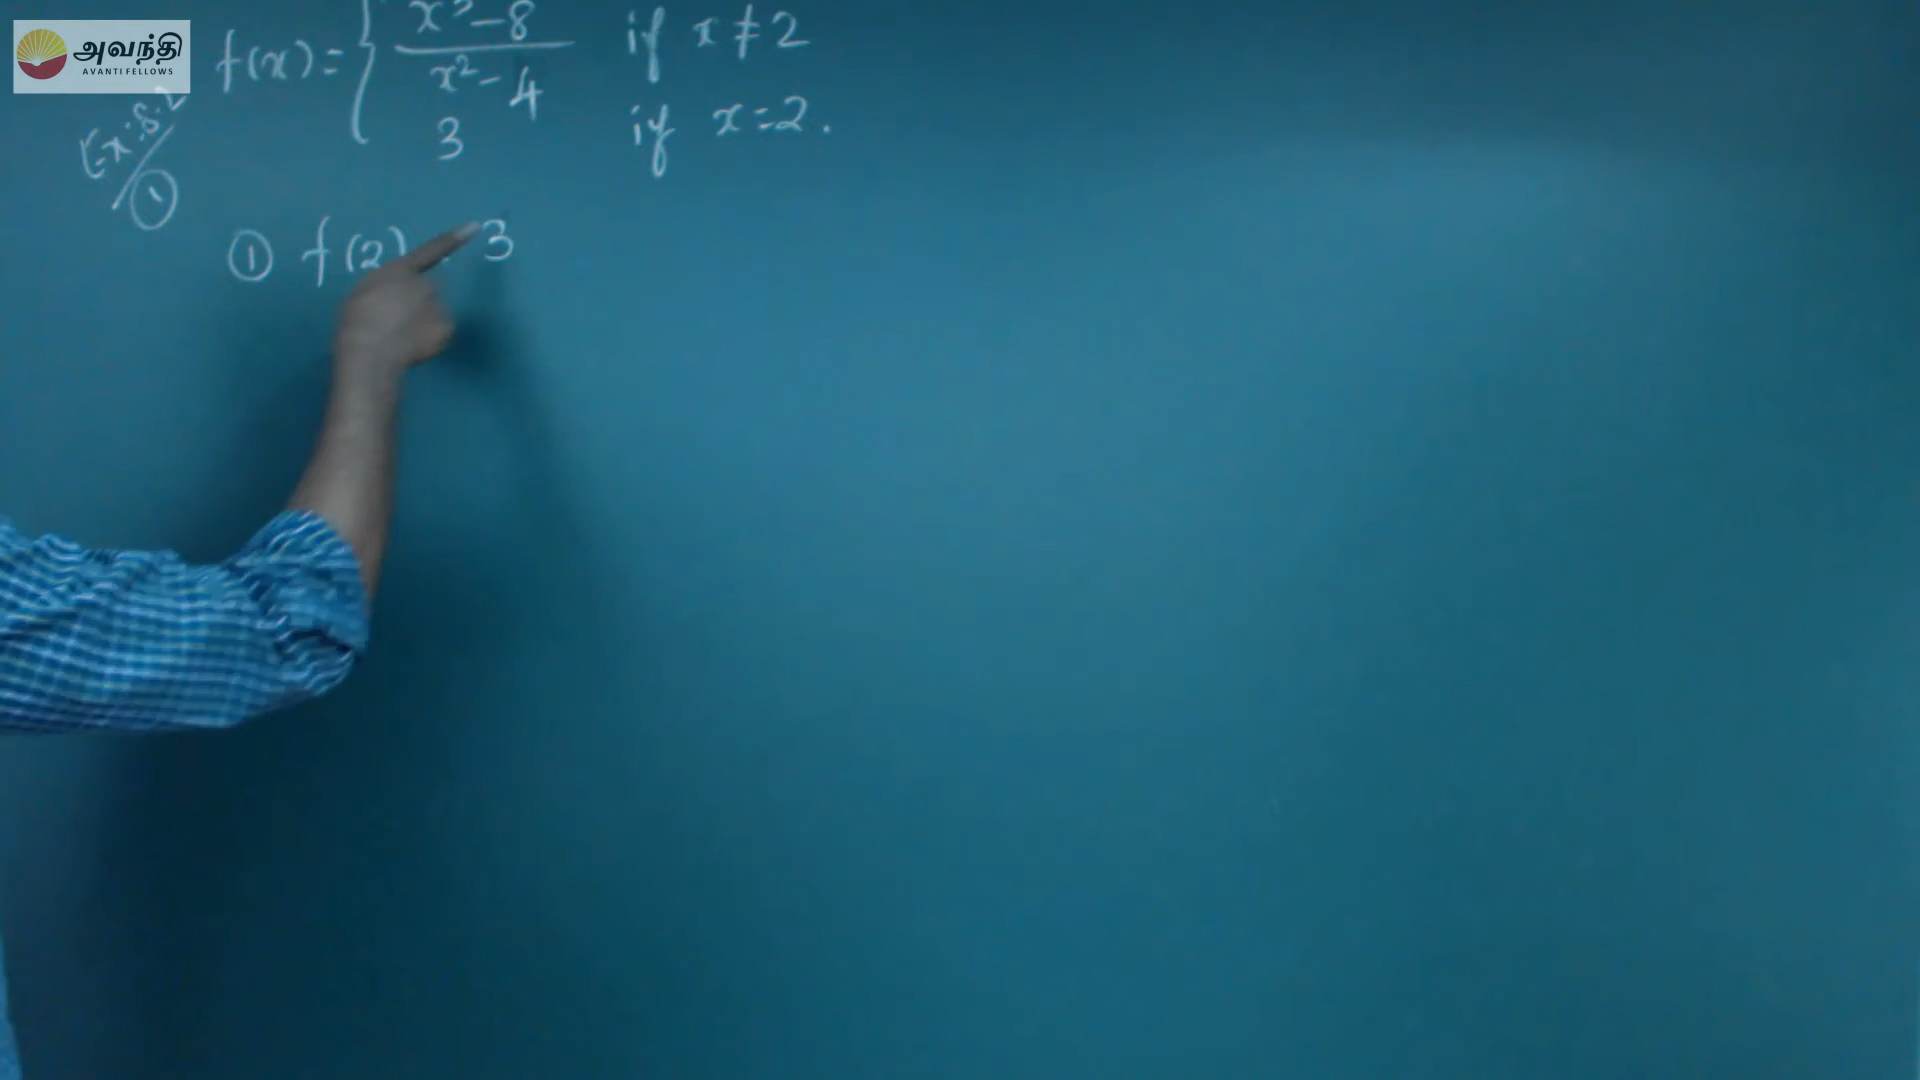 அவந்தி
AVANTI FELLOWS
f(x) = { x³-8 / x²-4 if x ≠ 2
3 if x=2.
Ex: 8.2
①
① f(2) 3